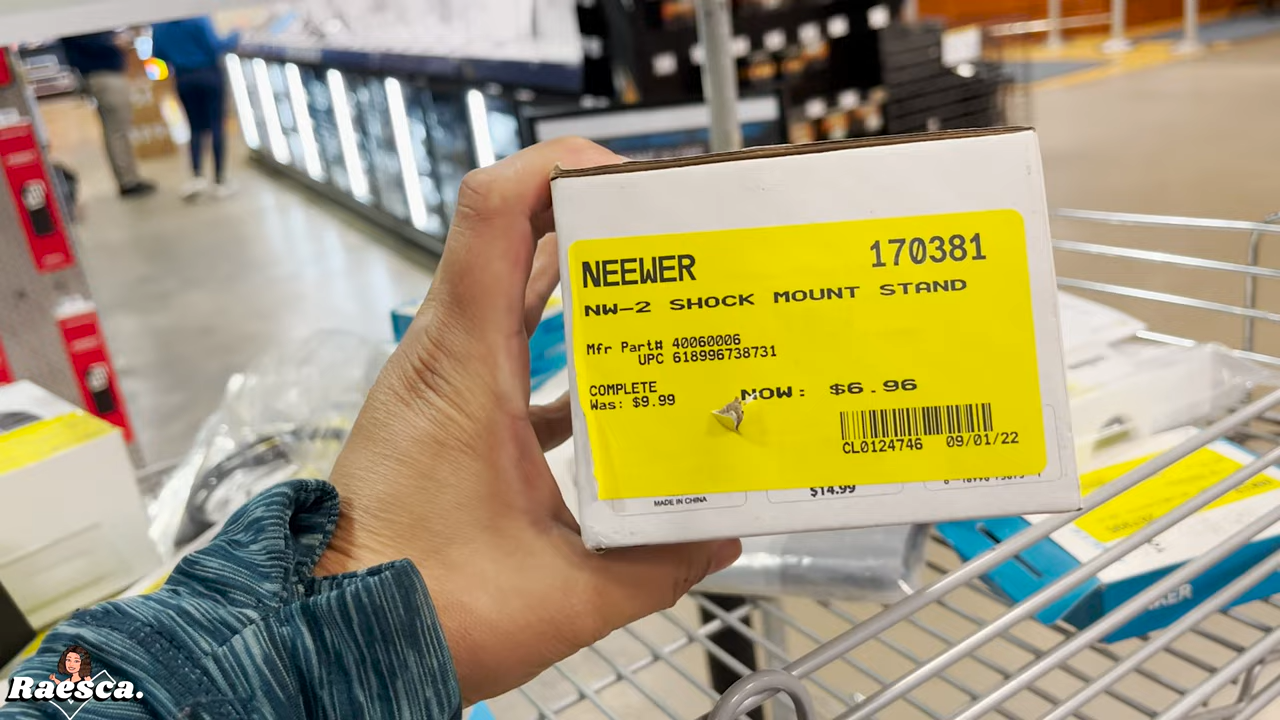 NEEWER 170381
NW-2 SHOCK MOUNT STAND
Mfr Part# 40060006
UPC 618996738731
COMPLETE
Was: $9.99
NOW: $6.96
CL0124746 09/01/22
MADE IN CHINA
$14.99
Raesca.